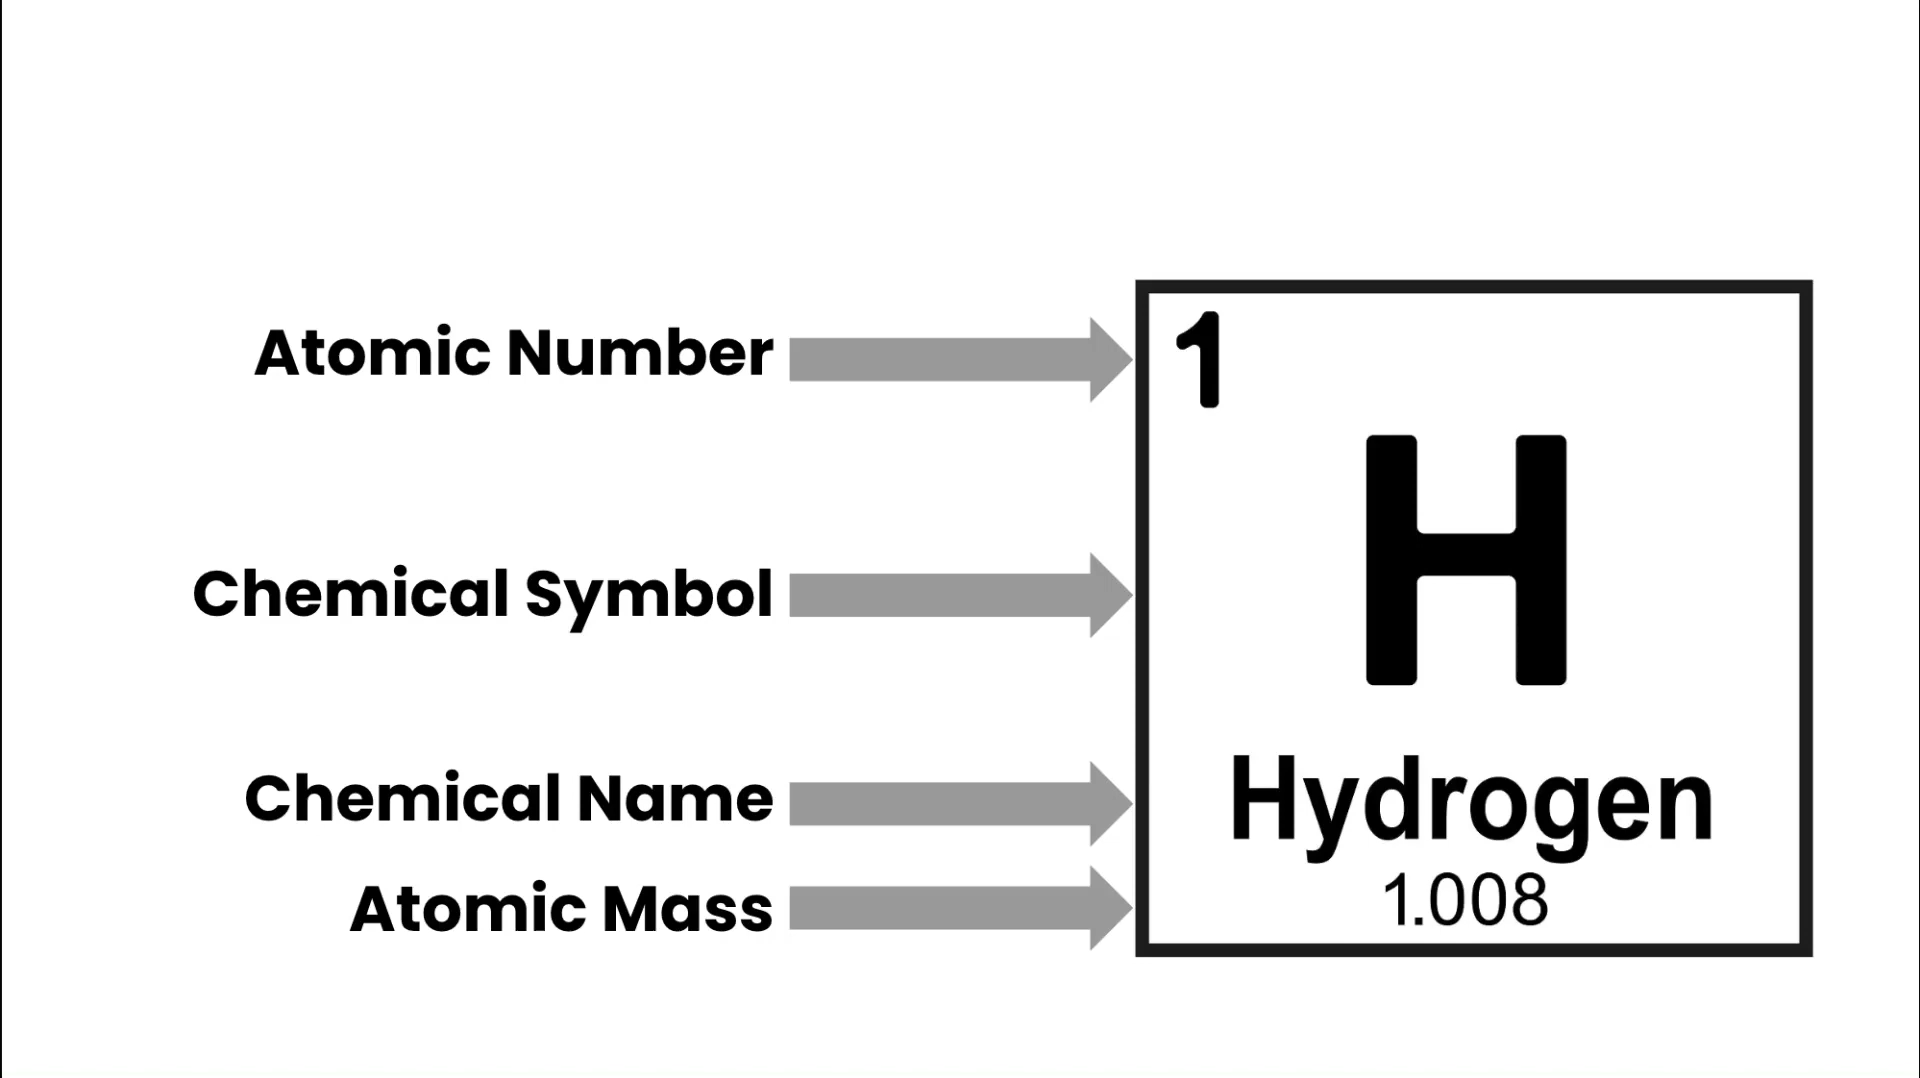 Atomic Number
1
Chemical Symbol
H
Chemical Name
Hydrogen
Atomic Mass
1.008